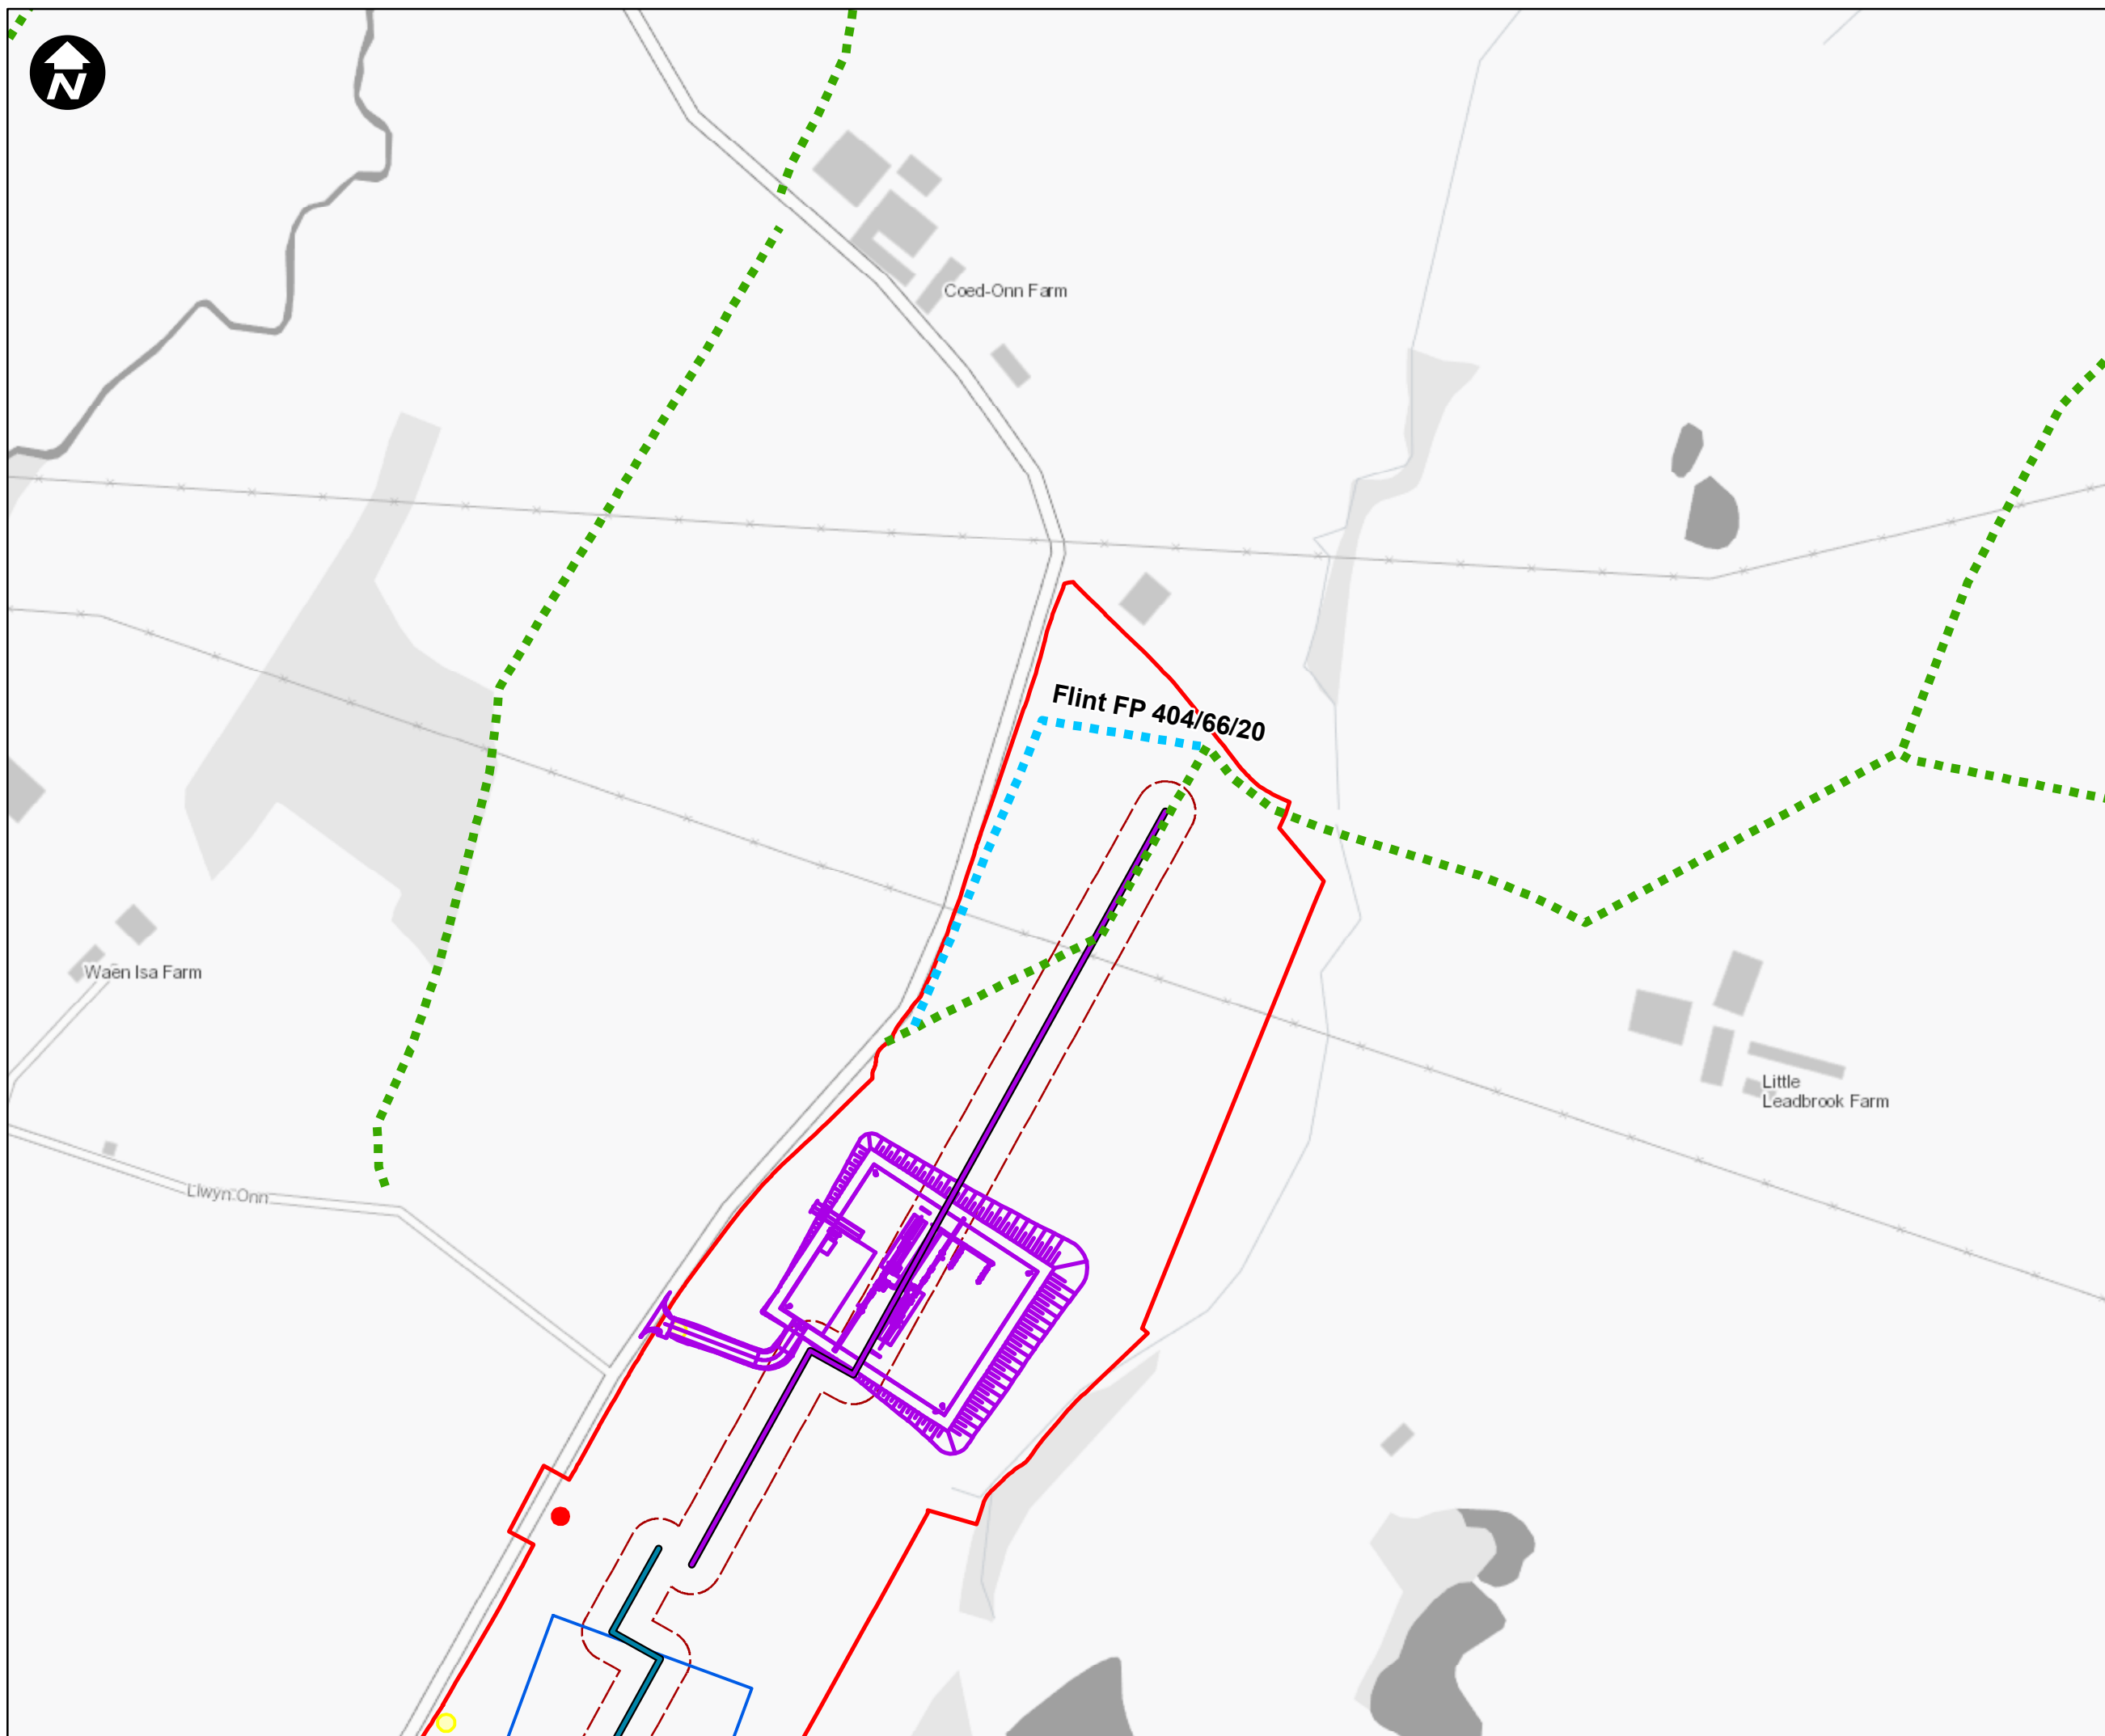 N
Coed-Onn Farm
Flint FP 404/66/20
Waen Isa Farm
Little
Leadbrook Farm
Llwyn Onn